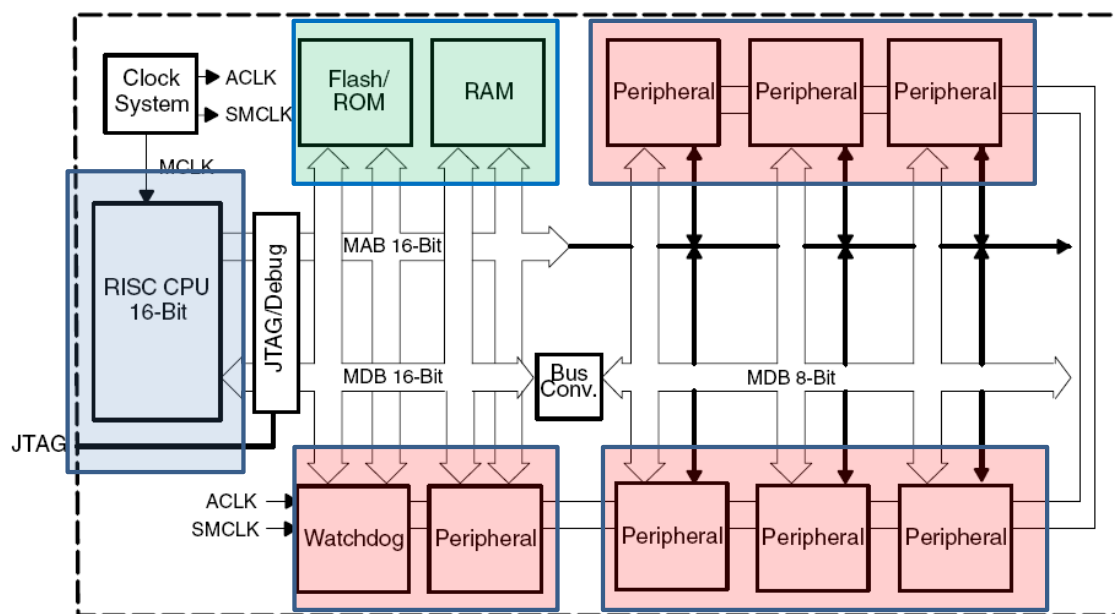 Clock
System
ACLK
SMCLK
MCLK
Flash/
ROM
RAM
Peripheral
Peripheral
Peripheral
RISC CPU
16-Bit
JTAG/Debug
MAB 16-Bit
MDB 16-Bit
Bus
Conv.
MDB 8-Bit
JTAG
ACLK
SMCLK
Watchdog
Peripheral
Peripheral
Peripheral
Peripheral